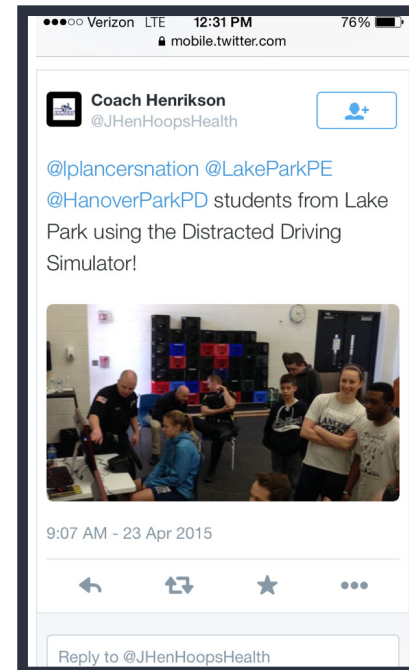 Verizon LTE 12:31 PM 76%
mobile.twitter.com
Coach Henrikson
@JHenHoopsHealth
@lplancersnation @LakeParkPE
@HanoverParkPD students from Lake
Park using the Distracted Driving
Simulator!
9:07 AM - 23 Apr 2015
Reply to @JHenHoopsHealth